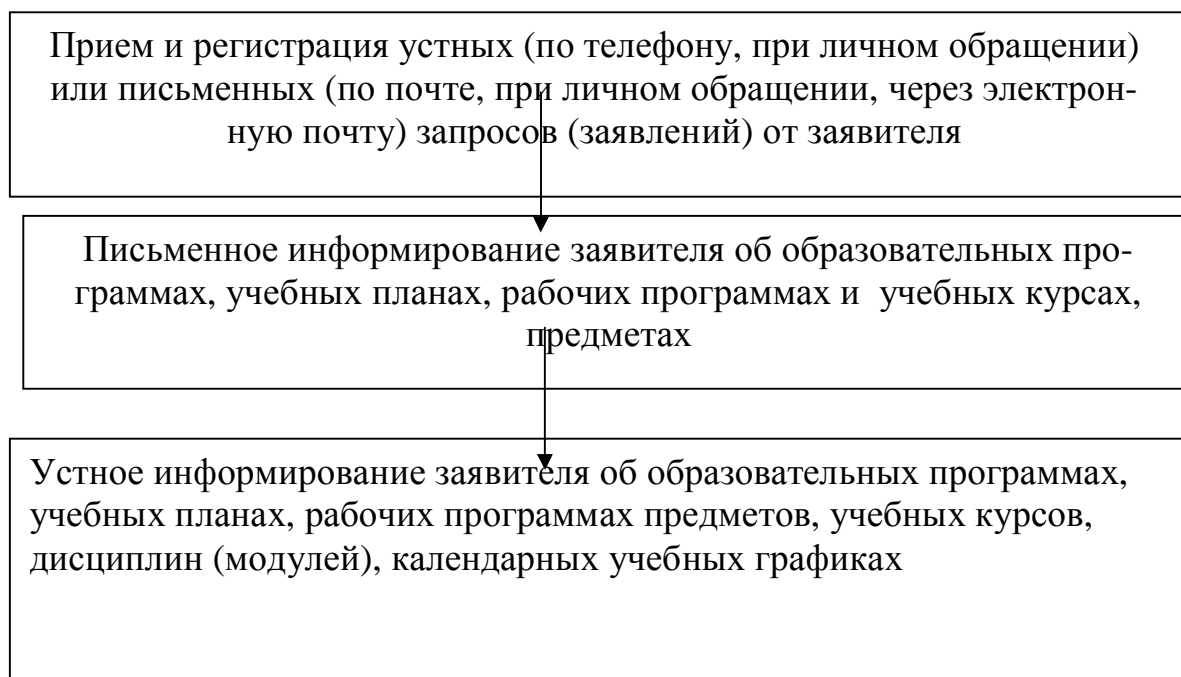 Прием и регистрация устных (по телефону, при личном обращении)
или письменных (по почте, при личном обращении, через электрон-
ную почту) запросов (заявлений) от заявителя
Письменное информирование заявителя об образовательных про-
граммах, учебных планах, рабочих программах и учебных курсах,
предметах
Устное информирование заявителя об образовательных программах,
учебных планах, рабочих программах предметов, учебных курсов,
дисциплин (модулей), календарных учебных графиках